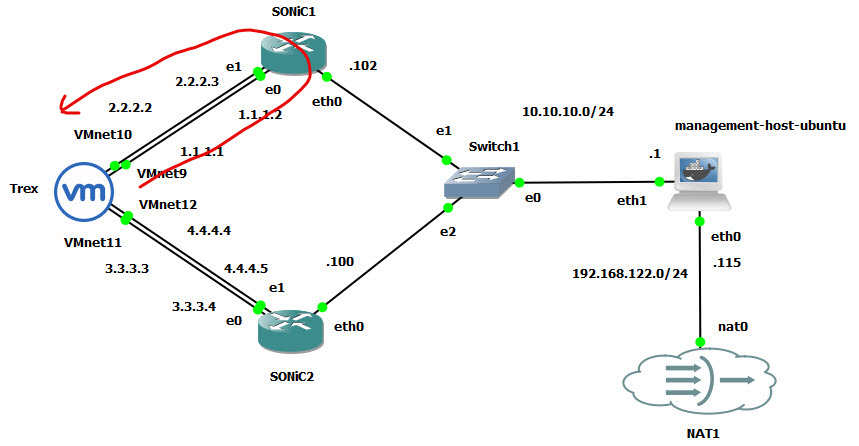 SONiC1
e1
.102
2.2.2.3
e0
eth0
2.2.2.2
1.1.1.2
10.10.10.0/24
VMnet10
e1
management-host-ubuntu
1.1.1.1
Switch1
.1
VMnet9
Trex
vm
e0
eth1
VMnet12
4.4.4.4
e2
VMnet11
eth0
3.3.3.3
4.4.4.5
.100
.115
192.168.122.0/24
e1
3.3.3.4
e0
eth0
nat0
SONiC2
NAT1